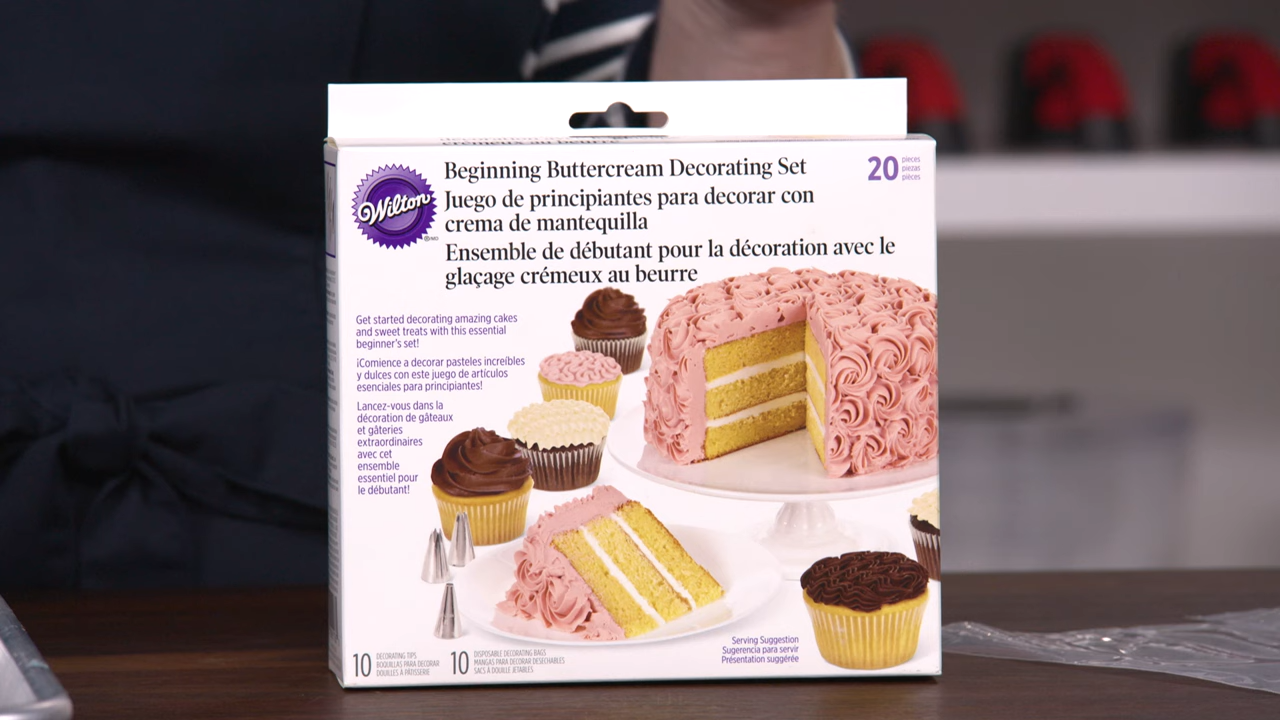 Beginning Buttercream Decorating Set
Juego de principiantes para decorar con
crema de mantequilla
Ensemble de débutant pour la décoration avec le
glaçage crémeux au beurre
Wilton
20
pieces
piezas
pièces
Get started decorating amazing cakes
and sweet treats with this essential
beginner's set!
¡Comience a decorar pasteles increíbles
y dulces con este juego de artículos
esenciales para principiantes!
Lancez-vous dans la
décoration de gâteaux
et gâteries
extraordinaires
avec cet
ensemble
essentiel pour
le débutant!
Serving Suggestion
Sugerencia para servir
Présentation suggérée
10
DECORATING TIPS
BOQUILLAS PARA DECORAR
DOUILLES À PÂTISSERIE
10
DISPOSABLE DECORATING BAGS
MANGAS PARA DECORAR DESECHABLES
SACS À DOUILLE JETABLES